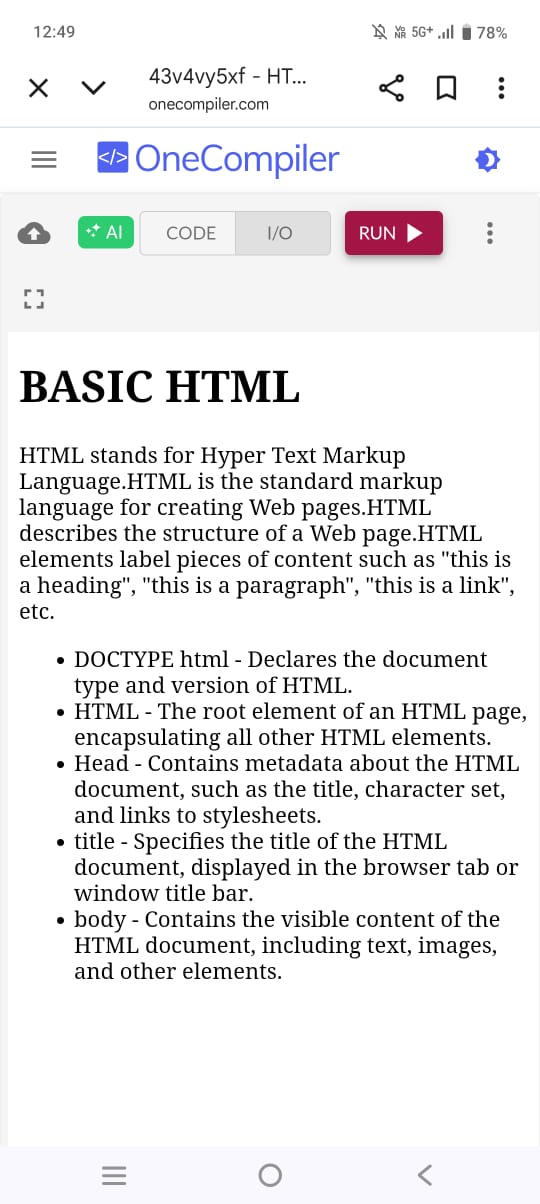 12:49
Vo NR 5G+ 78%
43v4vy5xf - HT...
onecompiler.com
</> OneCompiler
AI CODE I/O RUN
BASIC HTML
HTML stands for Hyper Text Markup
Language.HTML is the standard markup
language for creating Web pages.HTML
describes the structure of a Web page.HTML
elements label pieces of content such as "this is
a heading", "this is a paragraph", "this is a link",
etc.
• DOCTYPE html - Declares the document
type and version of HTML.
• HTML - The root element of an HTML page,
encapsulating all other HTML elements.
• Head - Contains metadata about the HTML
document, such as the title, character set,
and links to stylesheets.
• title - Specifies the title of the HTML
document, displayed in the browser tab or
window title bar.
• body - Contains the visible content of the
HTML document, including text, images,
and other elements.